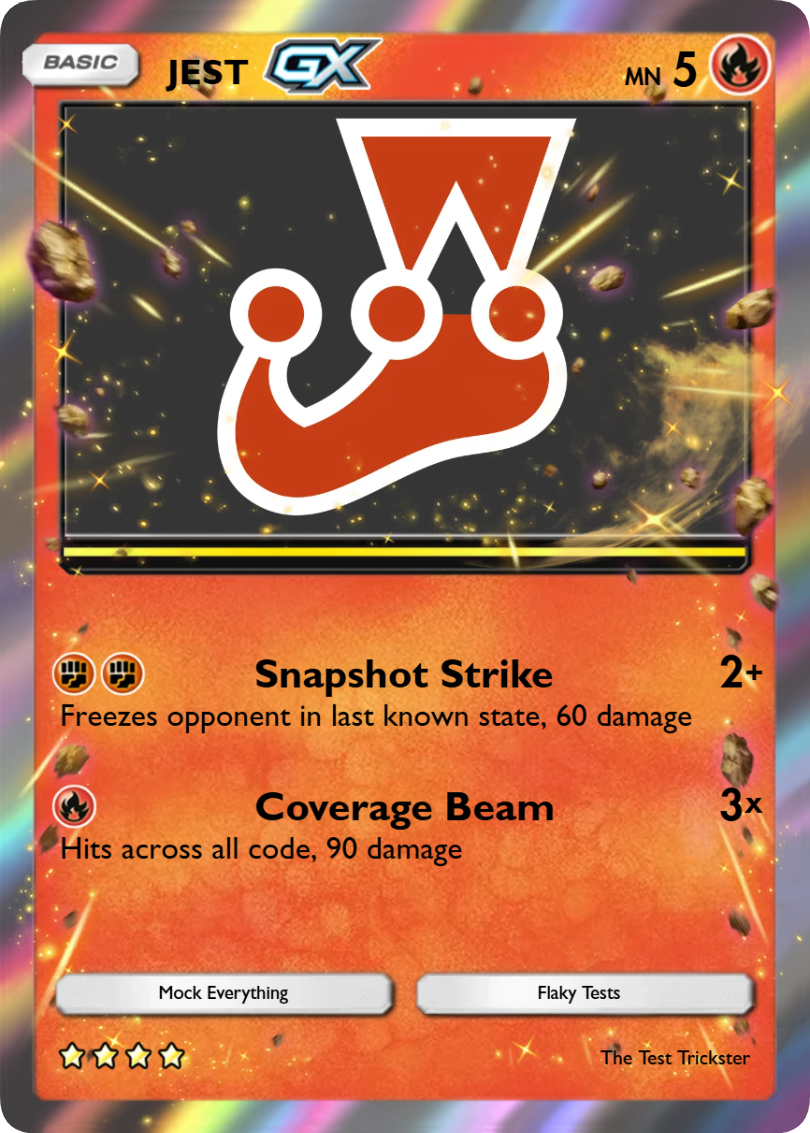 BASIC
JEST GX
MN 5
Snapshot Strike 2+
Freezes opponent in last known state, 60 damage
Coverage Beam 3x
Hits across all code, 90 damage
Mock Everything Flaky Tests
The Test Trickster